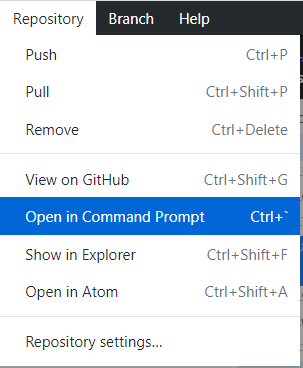 Repository Branch Help
Push Ctrl+P
Pull Ctrl+Shift+P
Remove Ctrl+Delete
View on GitHub Ctrl+Shift+G
Open in Command Prompt Ctrl+`
Show in Explorer Ctrl+Shift+F
Open in Atom Ctrl+Shift+A
Repository settings...